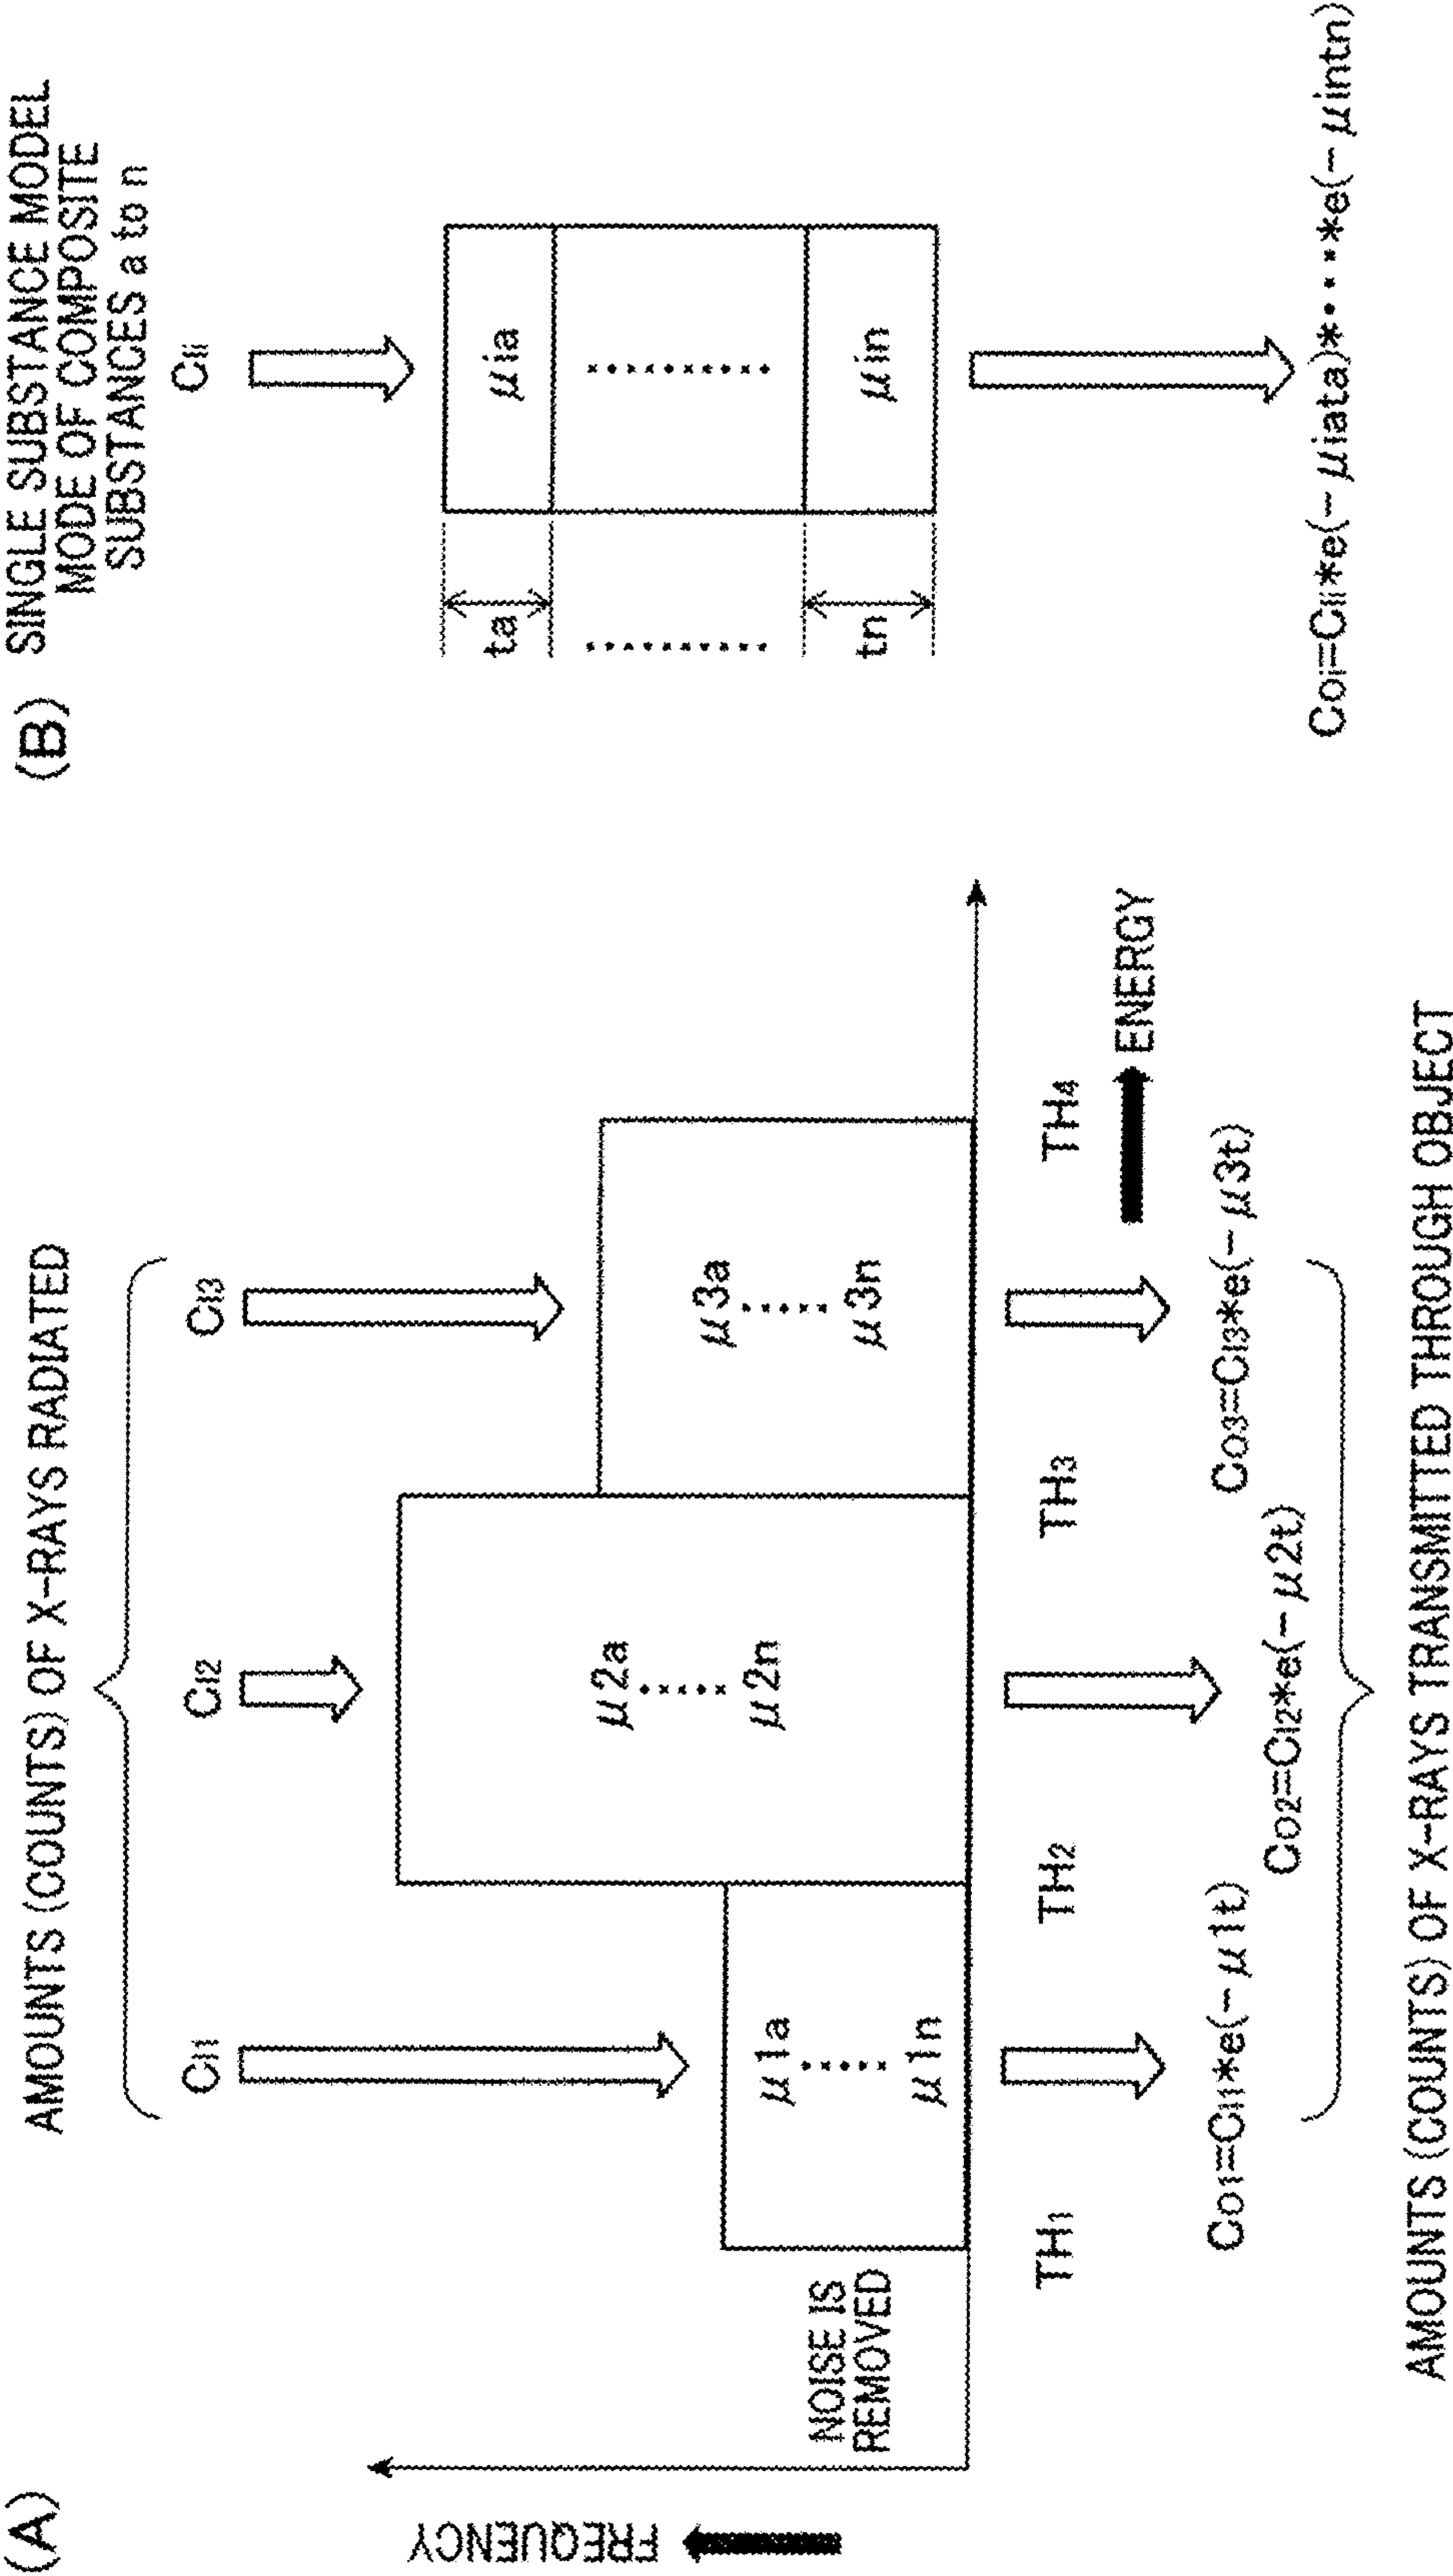 (A)
AMOUNTS (COUNTS) OF X-RAYS RADIATED
CI1
CI2
CI3
FREQUENCY
NOISE IS
REMOVED
μ1a
μ1n
μ2a
μ2n
μ3a
μ3n
TH1
TH2
TH3
TH4
ENERGY
CO1=CI1*e(-μ1t)
CO2=CI2*e(-μ2t)
CO3=CI3*e(-μ3t)
AMOUNTS (COUNTS) OF X-RAYS TRANSMITTED THROUGH OBJECT
(B)
SINGLE SUBSTANCE MODEL
MODE OF COMPOSITE
SUBSTANCES a to n
CIi
ta
μia
tn
μin
COi=CIi*e(-μiata)*・・・*e(-μintn)